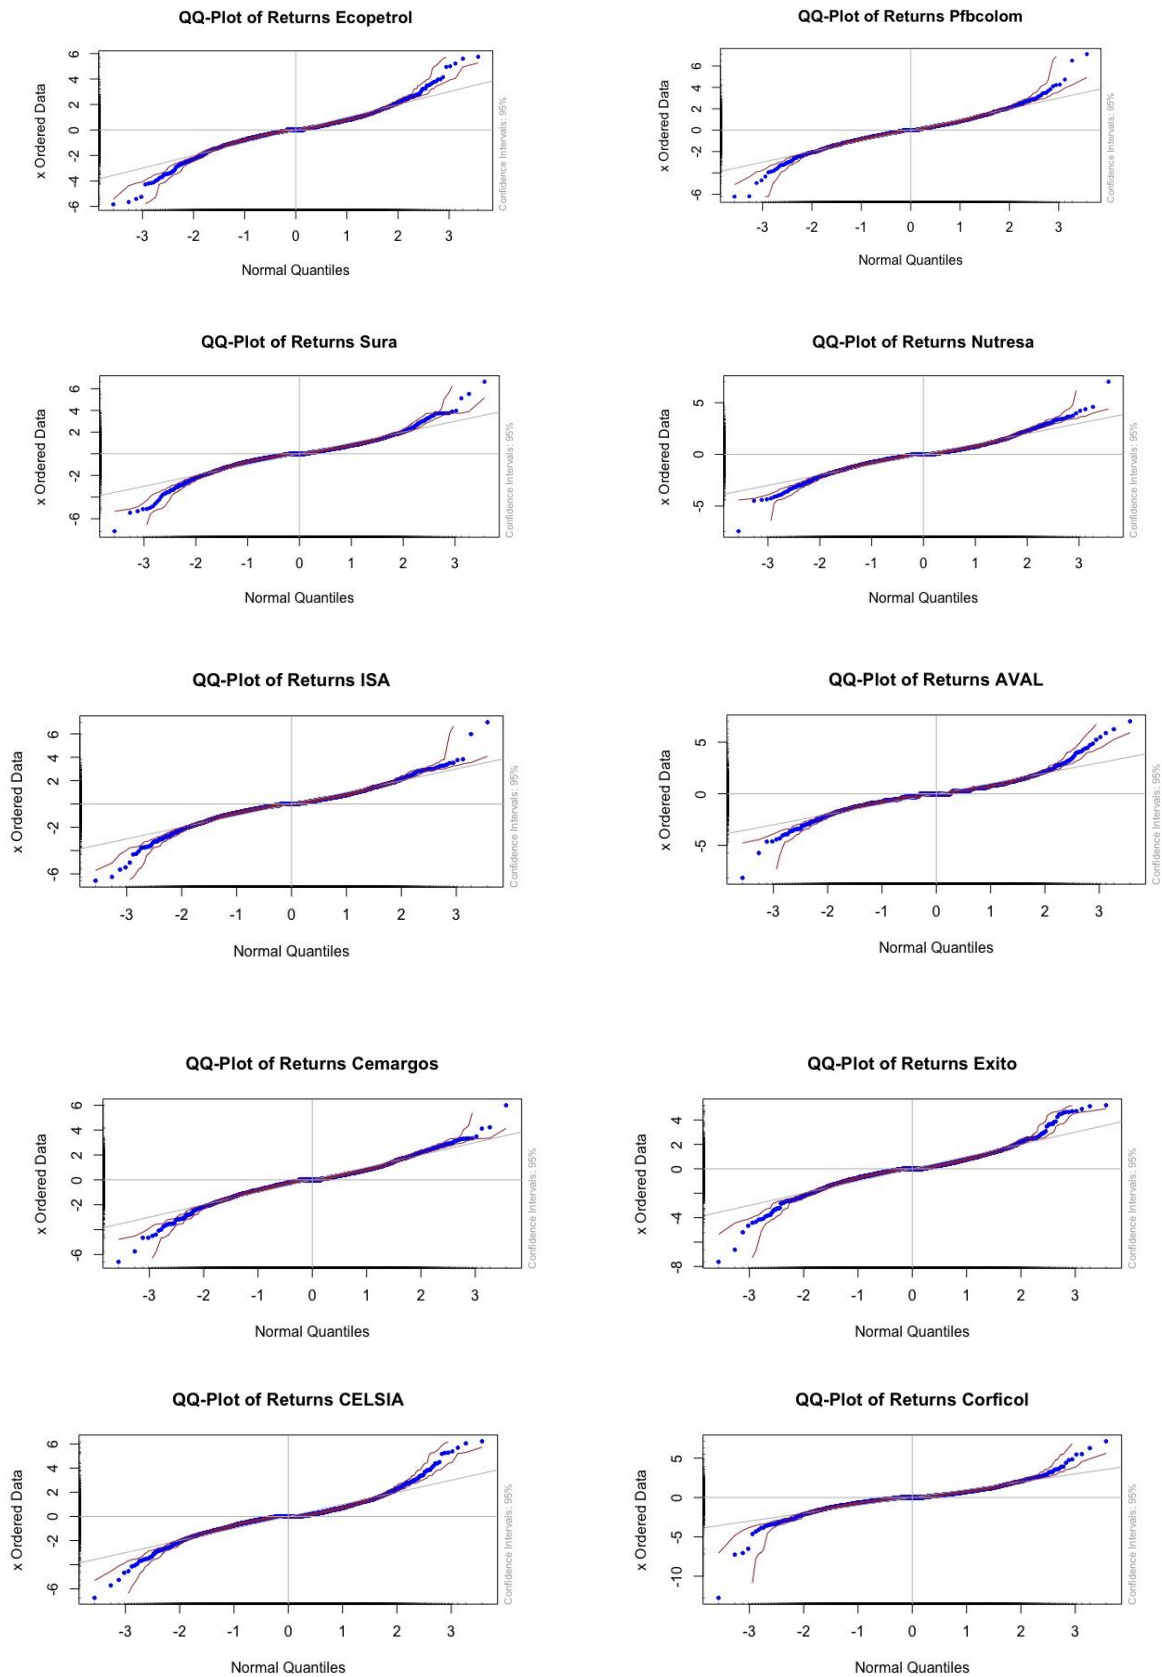 QQ-Plot of Returns Ecopetrol
x Ordered Data
-6 -4 -2 0 2 4 6
Confidence Intervals: 95%
-3 -2 -1 0 1 2 3
Normal Quantiles
QQ-Plot of Returns Pfbcolom
x Ordered Data
-6 -2 0 2 4 6
Confidence Intervals: 95%
-3 -2 -1 0 1 2 3
Normal Quantiles
QQ-Plot of Returns Sura
x Ordered Data
-6 -2 2 4 6
Confidence Intervals: 95%
-3 -2 -1 0 1 2 3
Normal Quantiles
QQ-Plot of Returns Nutresa
x Ordered Data
-5 0 5
Confidence Intervals: 95%
-3 -2 -1 0 1 2 3
Normal Quantiles
QQ-Plot of Returns ISA
x Ordered Data
-6 -2 2 4 6
Confidence Intervals: 95%
-3 -2 -1 0 1 2 3
Normal Quantiles
QQ-Plot of Returns AVAL
x Ordered Data
-5 0 5
Confidence Intervals: 95%
-3 -2 -1 0 1 2 3
Normal Quantiles
QQ-Plot of Returns Cemargos
x Ordered Data
-6 -2 0 2 4 6
Confidence Intervals: 95%
-3 -2 -1 0 1 2 3
Normal Quantiles
QQ-Plot of Returns Exito
x Ordered Data
-8 -4 0 2 4
Confidence Intervals: 95%
-3 -2 -1 0 1 2 3
Normal Quantiles
QQ-Plot of Returns CELSIA
x Ordered Data
-6 -2 0 2 4 6
Confidence Intervals: 95%
-3 -2 -1 0 1 2 3
Normal Quantiles
QQ-Plot of Returns Corficol
x Ordered Data
-10 -5 0 5
Confidence Intervals: 95%
-3 -2 -1 0 1 2 3
Normal Quantiles